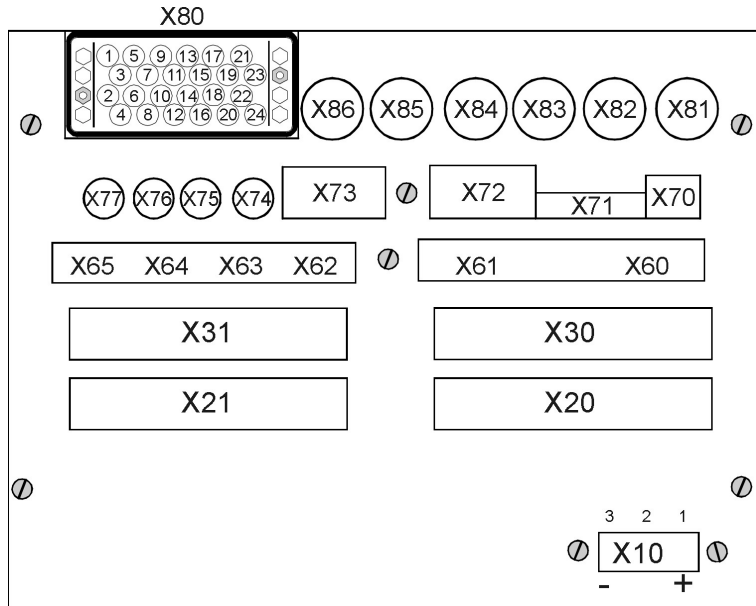 X80
1 5 9 13 17 21
3 7 11 15 19 23
2 6 10 14 18 22
4 8 12 16 20 24
X86 X85 X84 X83 X82 X81
X77 X76 X75 X74 X73 X72 X71 X70
X65 X64 X63 X62 X61 X60
X31 X30
X21 X20
3 2 1
X10
- +